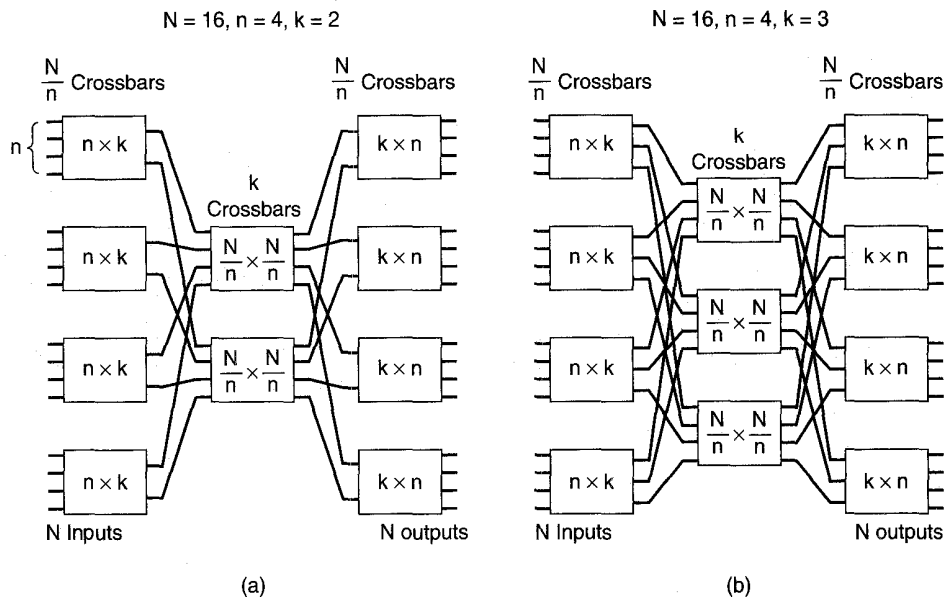 N = 16, n = 4, k = 2
N/n Crossbars
N/n Crossbars
n
n × k
k × n
k
Crossbars
n × k
N/n × N/n
k × n
n × k
N/n × N/n
k × n
n × k
k × n
N Inputs
N outputs
(a)
N = 16, n = 4, k = 3
N/n Crossbars
N/n Crossbars
n × k
k × n
k
Crossbars
N/n × N/n
n × k
k × n
N/n × N/n
n × k
k × n
N/n × N/n
n × k
k × n
N Inputs
N outputs
(b)